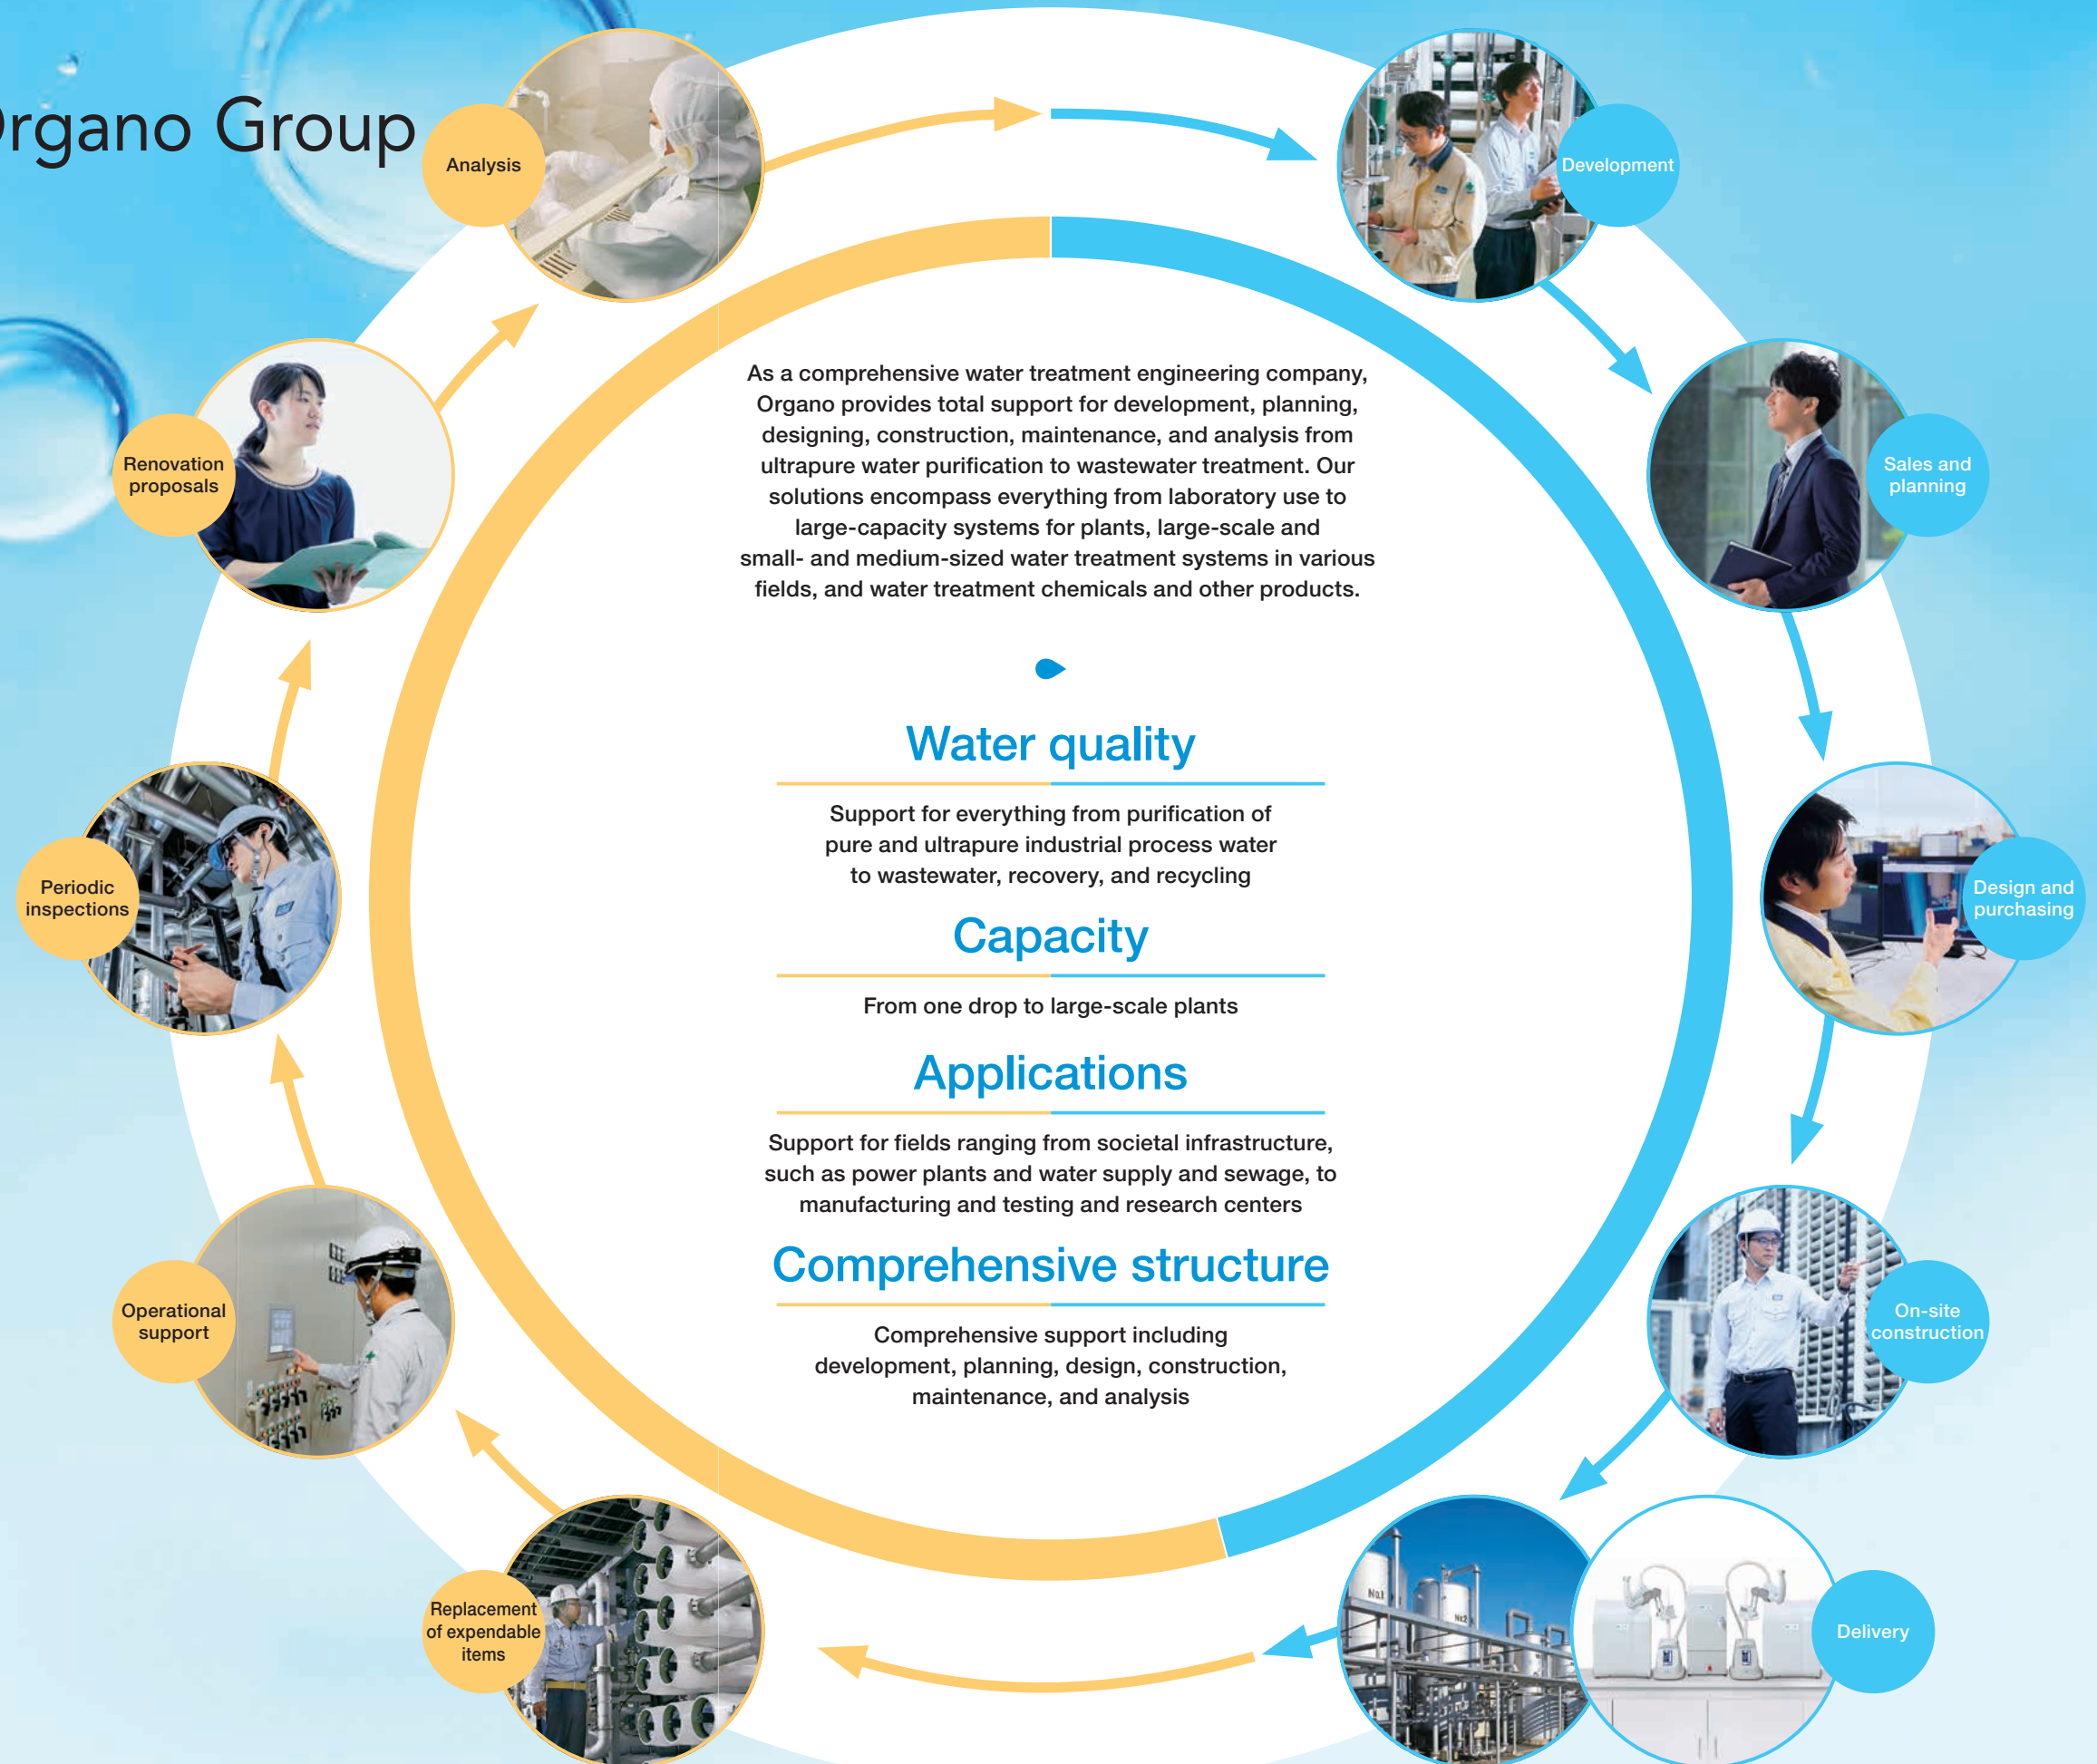 Organo Group
Analysis
Development
Renovation
proposals
Sales and
planning
As a comprehensive water treatment engineering company,
Organo provides total support for development, planning,
designing, construction, maintenance, and analysis from
ultrapure water purification to wastewater treatment. Our
solutions encompass everything from laboratory use to
large-capacity systems for plants, large-scale and
small- and medium-sized water treatment systems in various
fields, and water treatment chemicals and other products.
Water quality
Support for everything from purification of
pure and ultrapure industrial process water
to wastewater, recovery, and recycling
Periodic
inspections
Design and
purchasing
Capacity
From one drop to large-scale plants
Applications
Support for fields ranging from societal infrastructure,
such as power plants and water supply and sewage, to
manufacturing and testing and research centers
Comprehensive structure
Comprehensive support including
development, planning, design, construction,
maintenance, and analysis
Operational
support
On-site
construction
Replacement
of expendable
items
No.1
No.2
Delivery